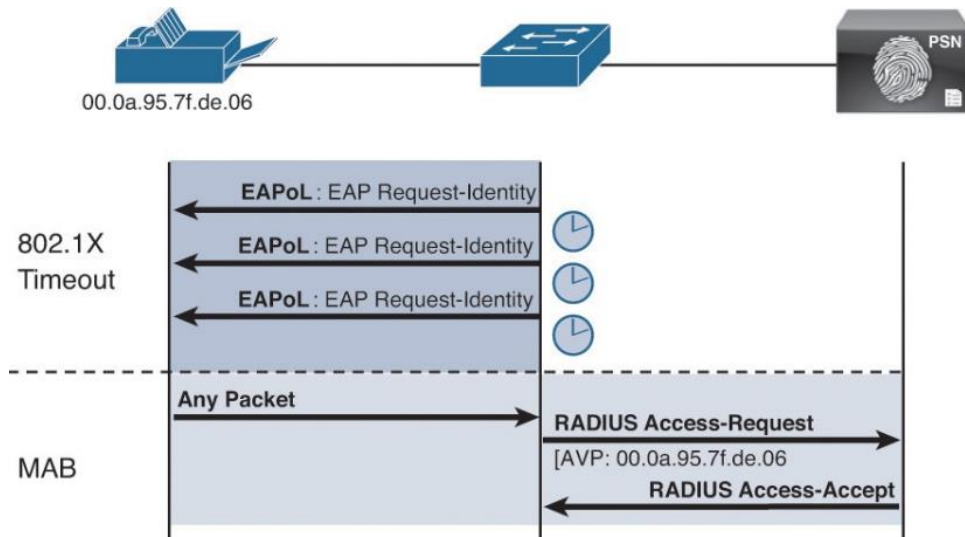 PSN
00.0a.95.7f.de.06
EAPoL : EAP Request-Identity
802.1X
Timeout
EAPoL : EAP Request-Identity
EAPoL : EAP Request-Identity
Any Packet
RADIUS Access-Request
[AVP: 00.0a.95.7f.de.06
MAB
RADIUS Access-Accept